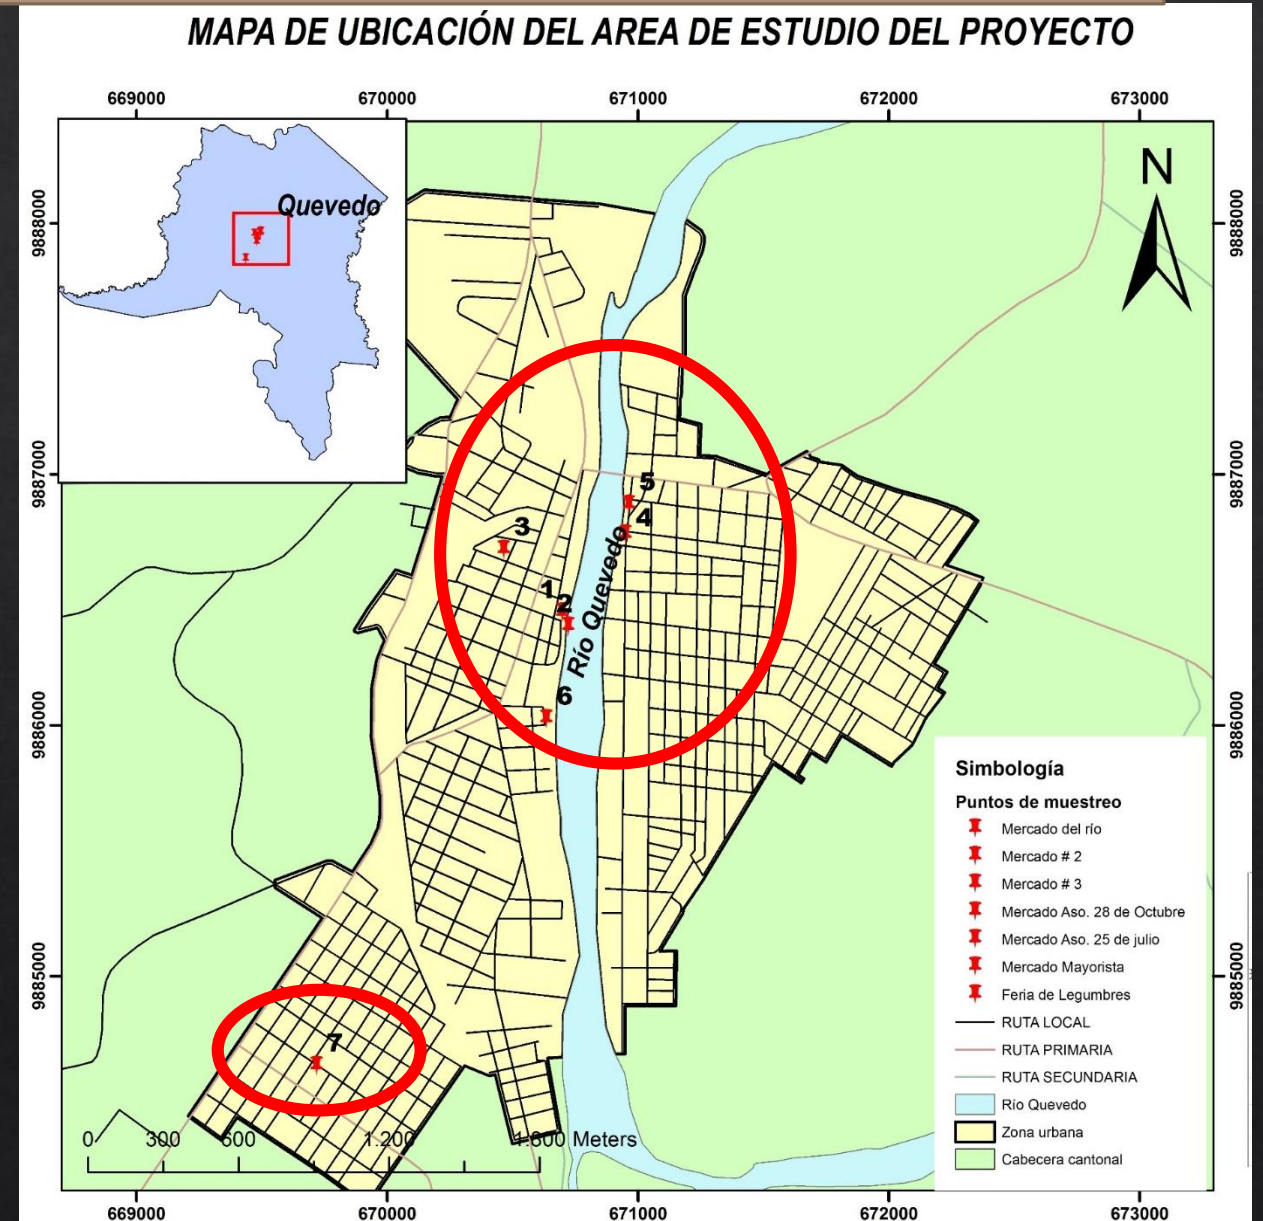 MAPA DE UBICACIÓN DEL AREA DE ESTUDIO DEL PROYECTO
669000 670000 671000 672000 673000
Quevedo
N
9888000 9888000
9887000 9887000
5
4
3
1
2
Río Quevedo
6
9886000 9886000
Simbología
Puntos de muestreo
Mercado del río
Mercado # 2
Mercado # 3
Mercado Aso. 28 de Octubre
Mercado Aso. 25 de julio
Mercado Mayorista
Feria de Legumbres
RUTA LOCAL
RUTA PRIMARIA
RUTA SECUNDARIA
Río Quevedo
Zona urbana
Cabecera cantonal
9885000 9885000
7
0 300 600 1.200 1.800 Meters
669000 670000 671000 672000 673000